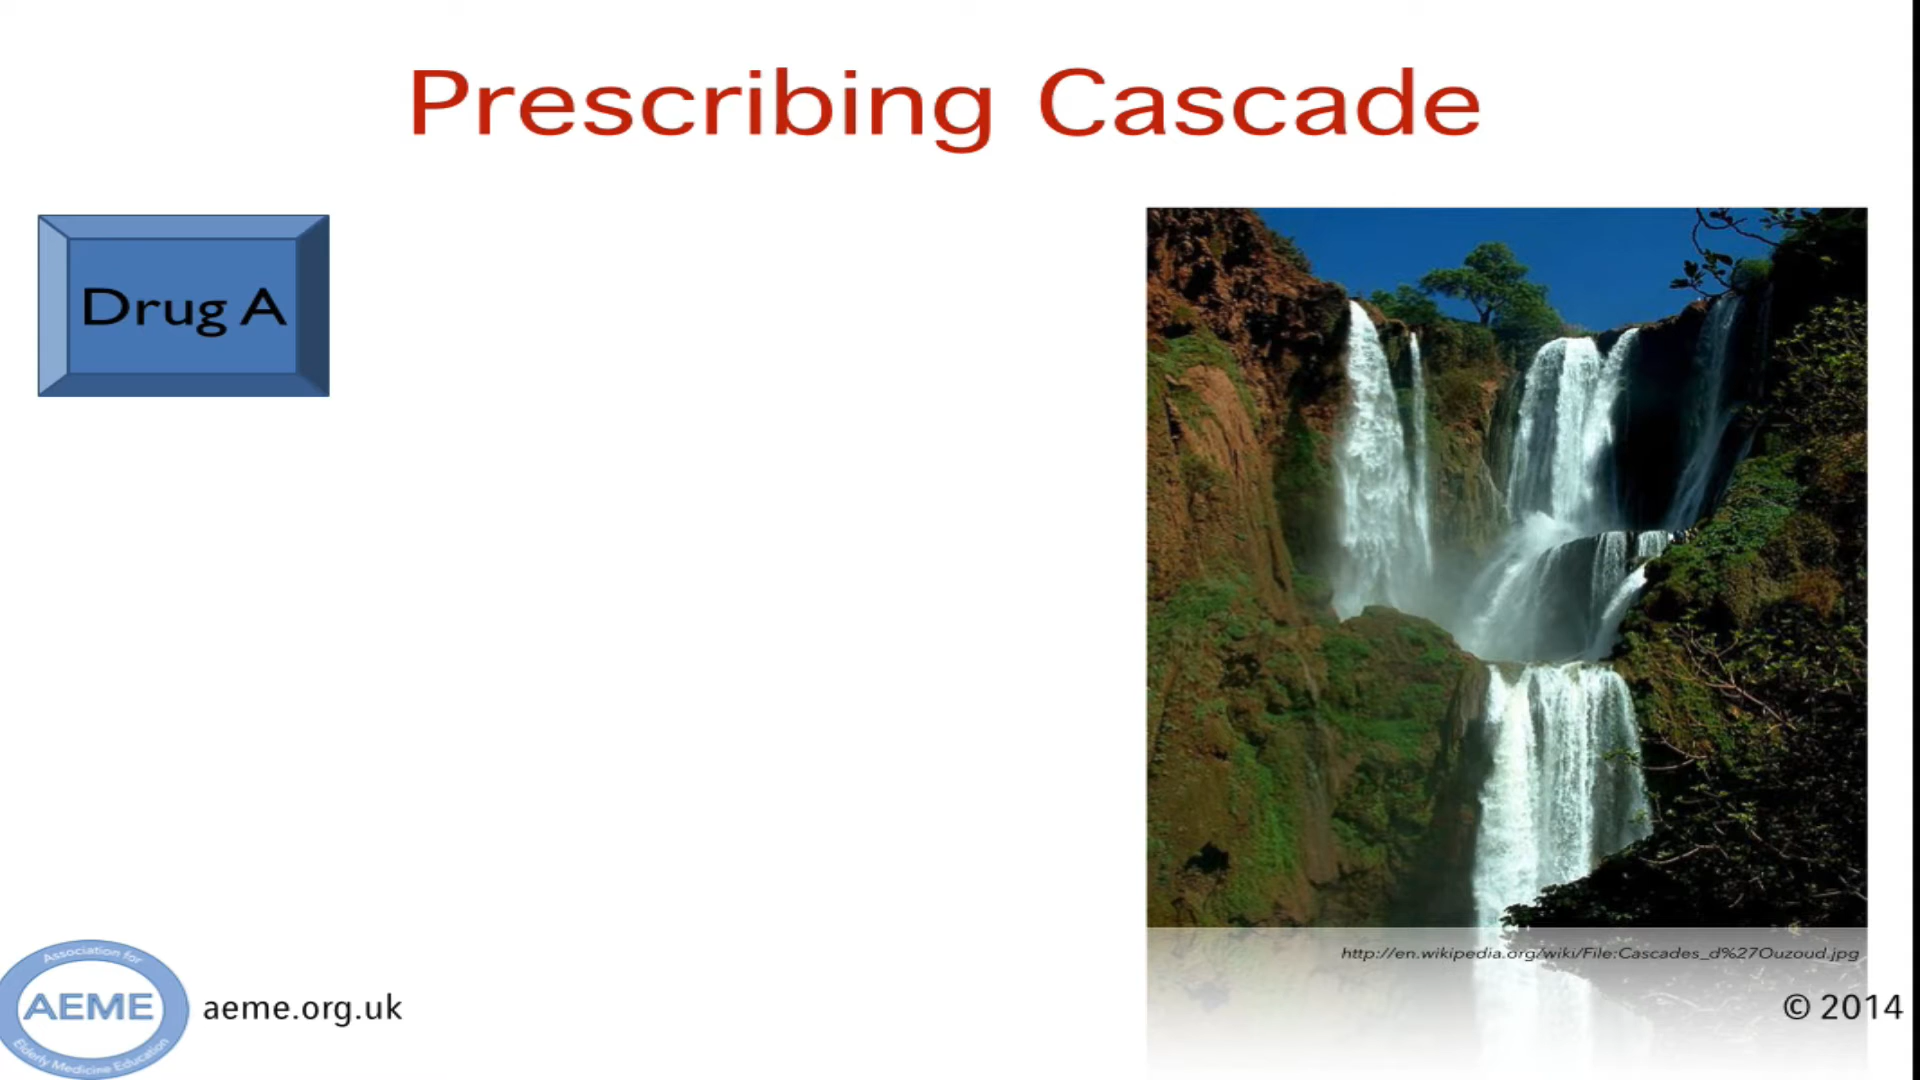 Prescribing Cascade
Drug A
http://en.wikipedia.org/wiki/File:Cascades_d%27Ouzoud.jpg
Association for
AEME
Elderly Medicine Education
aeme.org.uk
© 2014